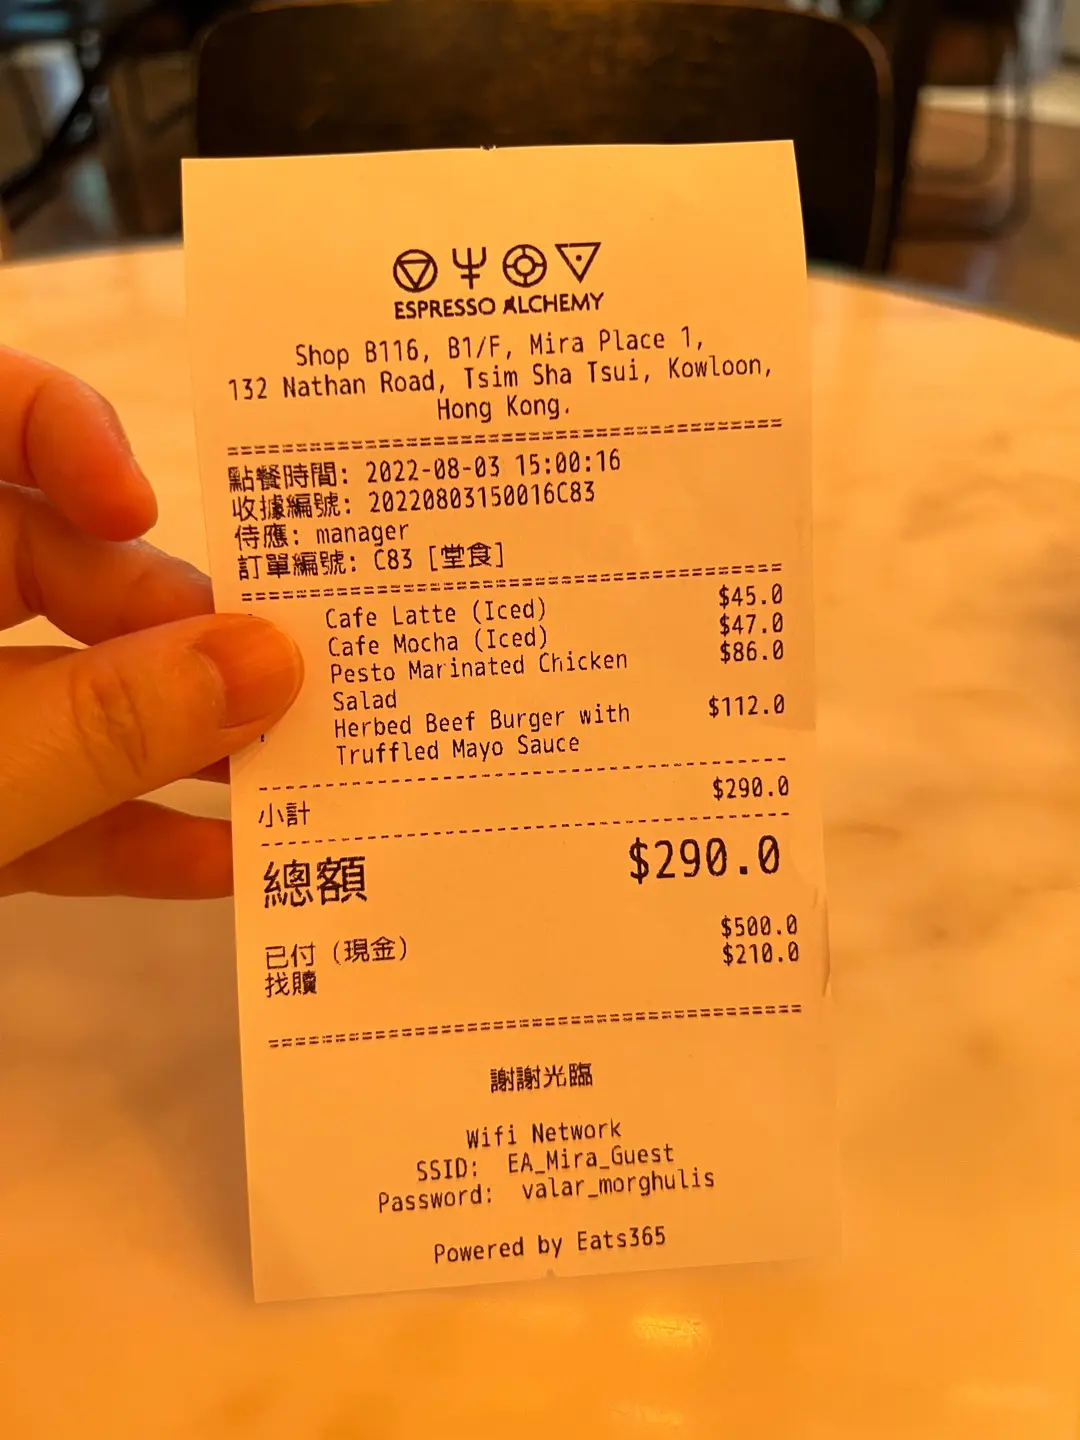 ESPRESSO ALCHEMY
Shop B116, B1/F, Mira Place 1,
132 Nathan Road, Tsim Sha Tsui, Kowloon,
Hong Kong.
點餐時間: 2022-08-03 15:00:16
收據編號: 20220803150016C83
侍應: manager
訂單編號: C83 [堂食]
Cafe Latte (Iced) $45.0
Cafe Mocha (Iced) $47.0
Pesto Marinated Chicken $86.0
Salad
Herbed Beef Burger with $112.0
Truffled Mayo Sauce
小計 $290.0
總額 $290.0
已付 (現金) $500.0
找贖 $210.0
謝謝光臨
Wifi Network
SSID: EA_Mira_Guest
Password: valar_morghulis
Powered by Eats365